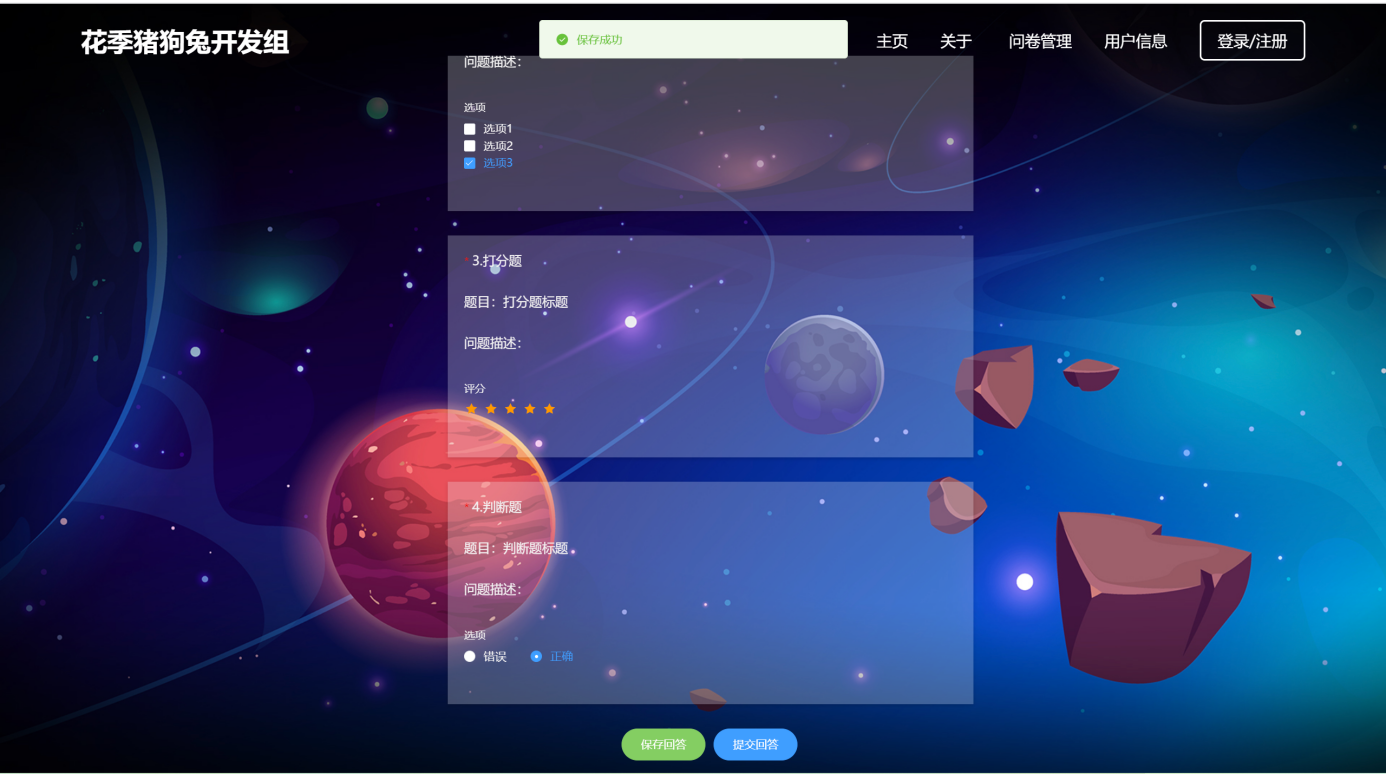 花季猪狗兔开发组
保存成功
主页 关于 问卷管理 用户信息 登录/注册
问题描述：
选项
选项1
选项2
选项3
* 3.打分题
题目：打分题标题
问题描述：
评分
* 4.判断题
题目：判断题标题
问题描述：
选项
错误 正确
保存回答 提交回答